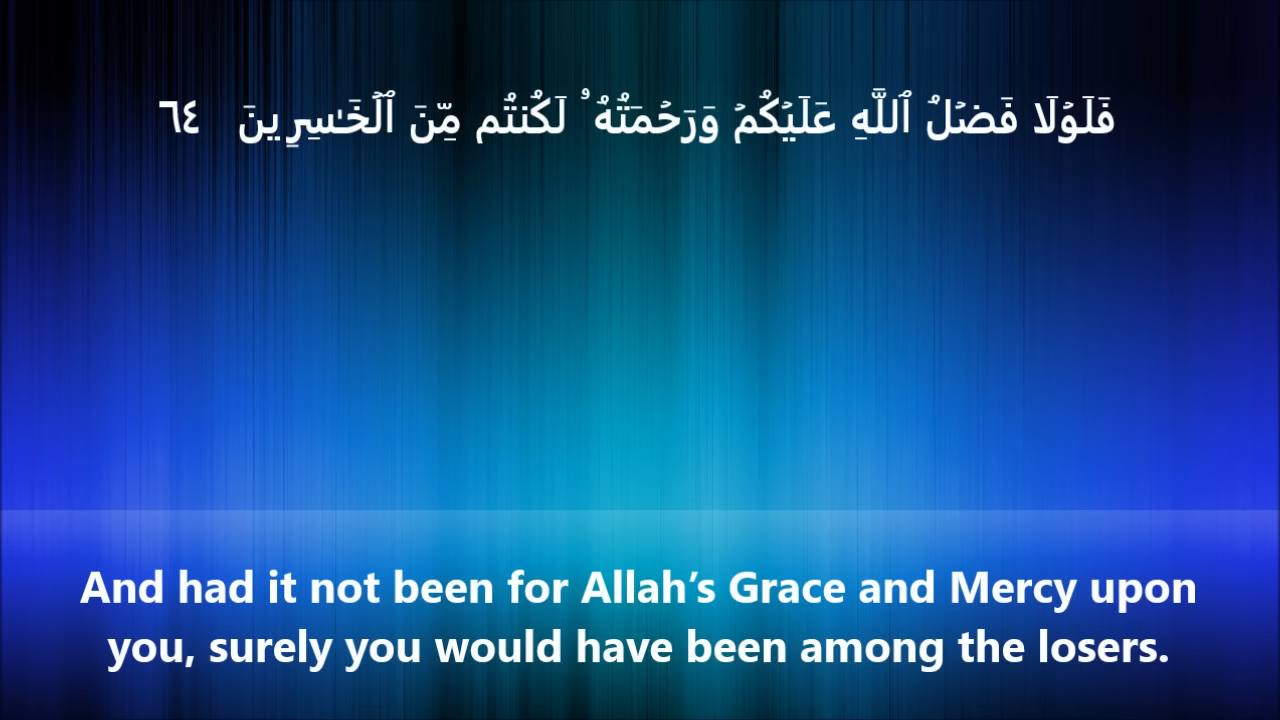 فَلَوۡلَا فَضۡلُ ٱللَّهِ عَلَيۡكُمۡ وَرَحۡمَتُهُۥ لَكُنتُم مِّنَ ٱلۡخَـٰسِرِينَ ٦٤
And had it not been for Allah’s Grace and Mercy upon
you, surely you would have been among the losers.